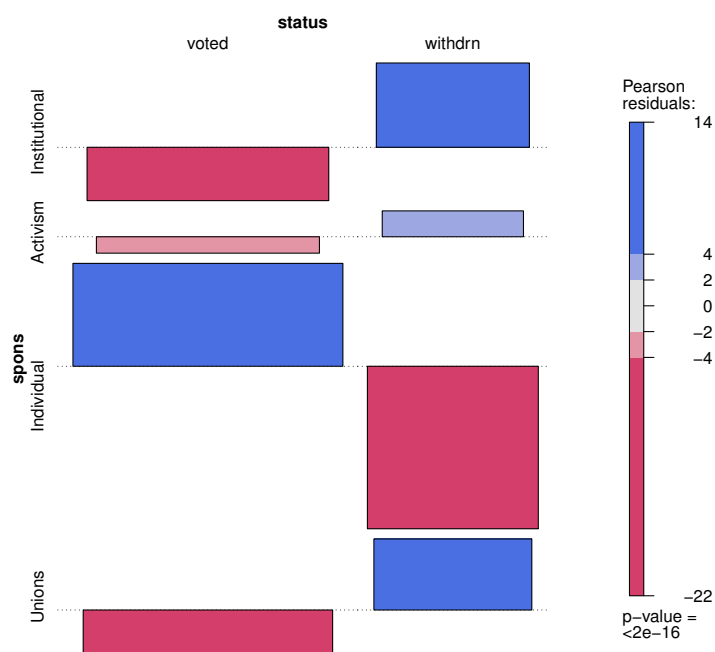 status
voted withdrn
spons
Institutional
Activism
Individual
Unions
Pearson
residuals:
14
4
2
0
−2
−4
−22
p−value =
<2e−16